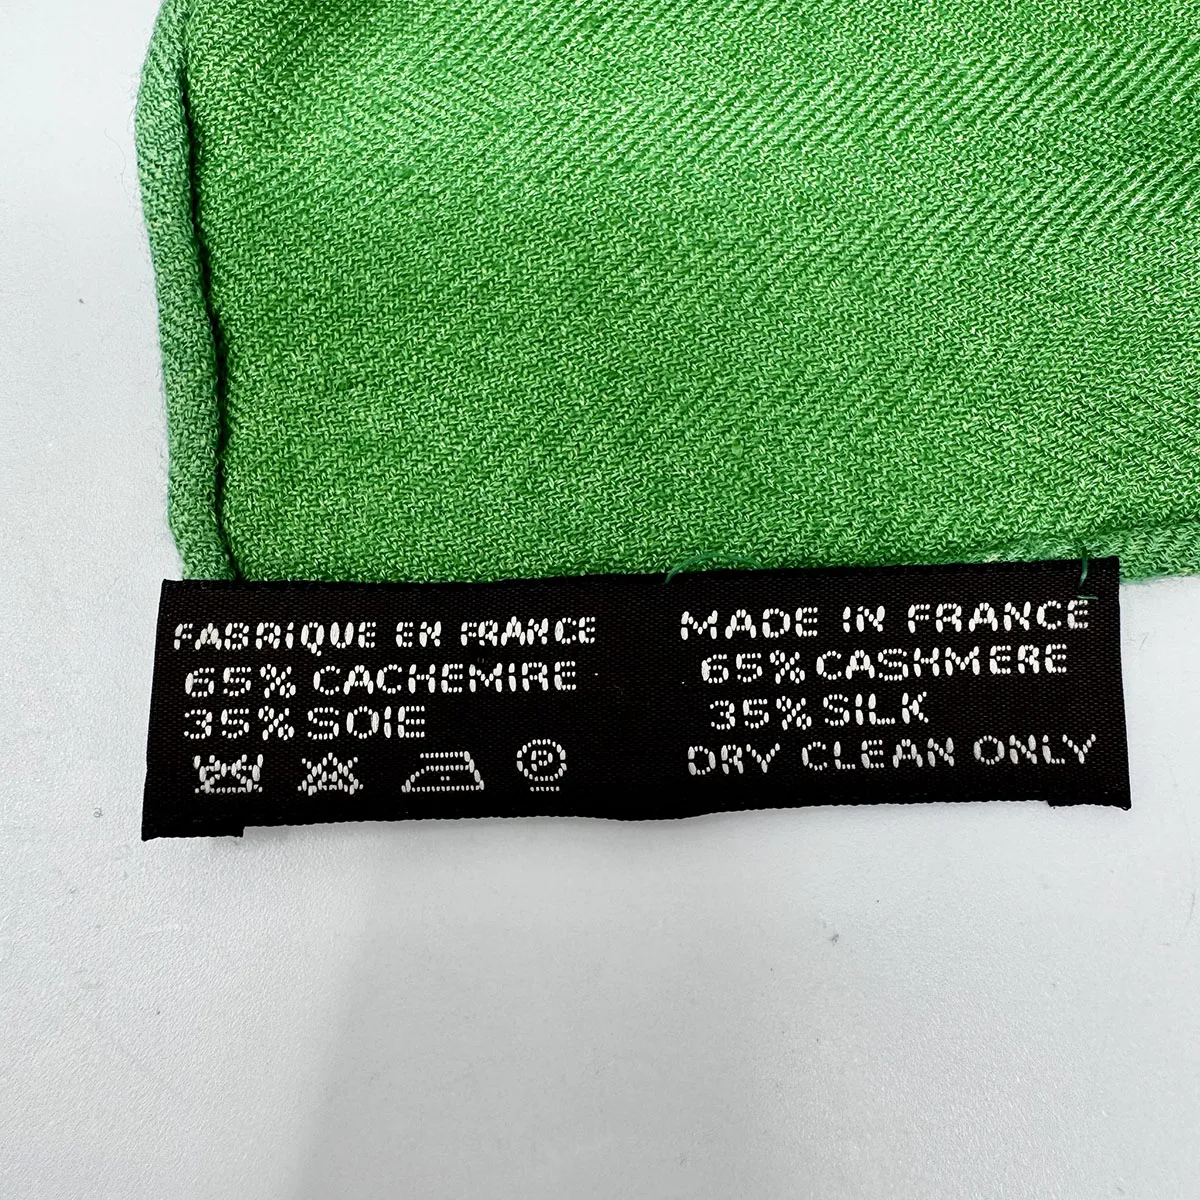 FABRIQUE EN FRANCE
65% CACHEMIRE
35% SOIE
P
MADE IN FRANCE
65% CASHMERE
35% SILK
DRY CLEAN ONLY